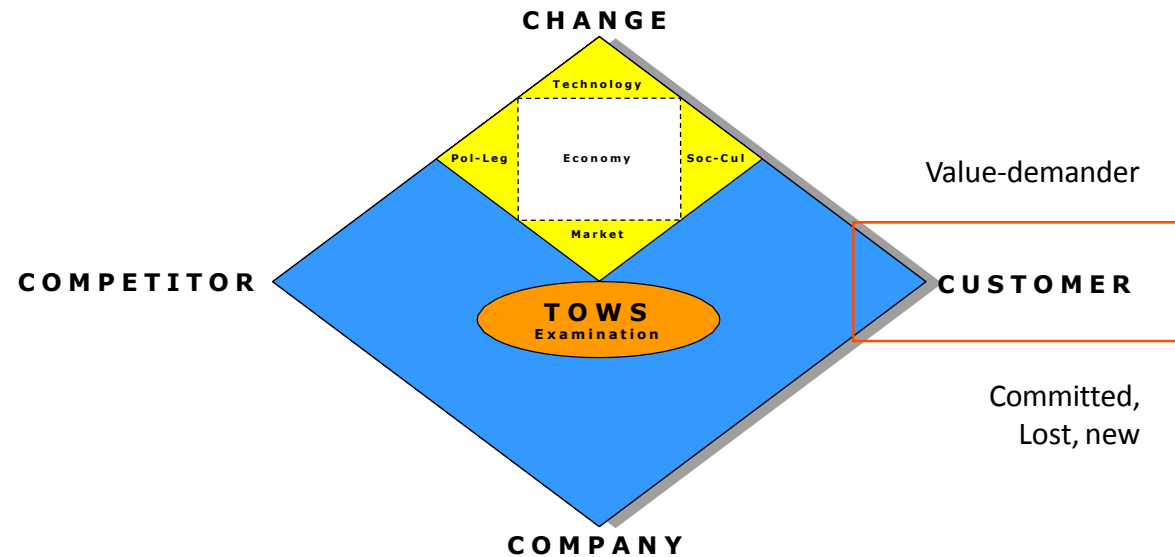 CHANGE
Technology
Pol-Leg
Economy
Soc-Cul
Value-demander
Market
COMPETITOR
CUSTOMER
TOWS
Examination
Committed,
Lost, new
COMPANY